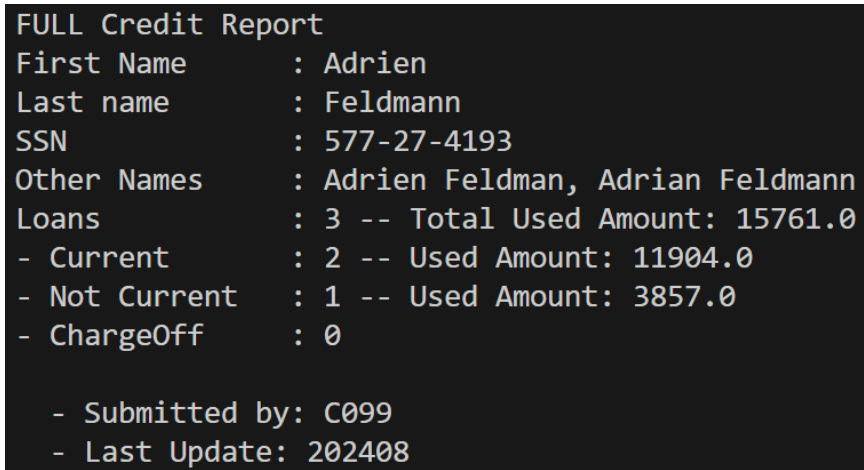 FULL Credit Report
First Name      : Adrien
Last name       : Feldmann
SSN             : 577-27-4193
Other Names     : Adrien Feldman, Adrian Feldmann
Loans           : 3 -- Total Used Amount: 15761.0
- Current       : 2 -- Used Amount: 11904.0
- Not Current   : 1 -- Used Amount: 3857.0
- ChargeOff     : 0
  - Submitted by: C099
  - Last Update: 202408